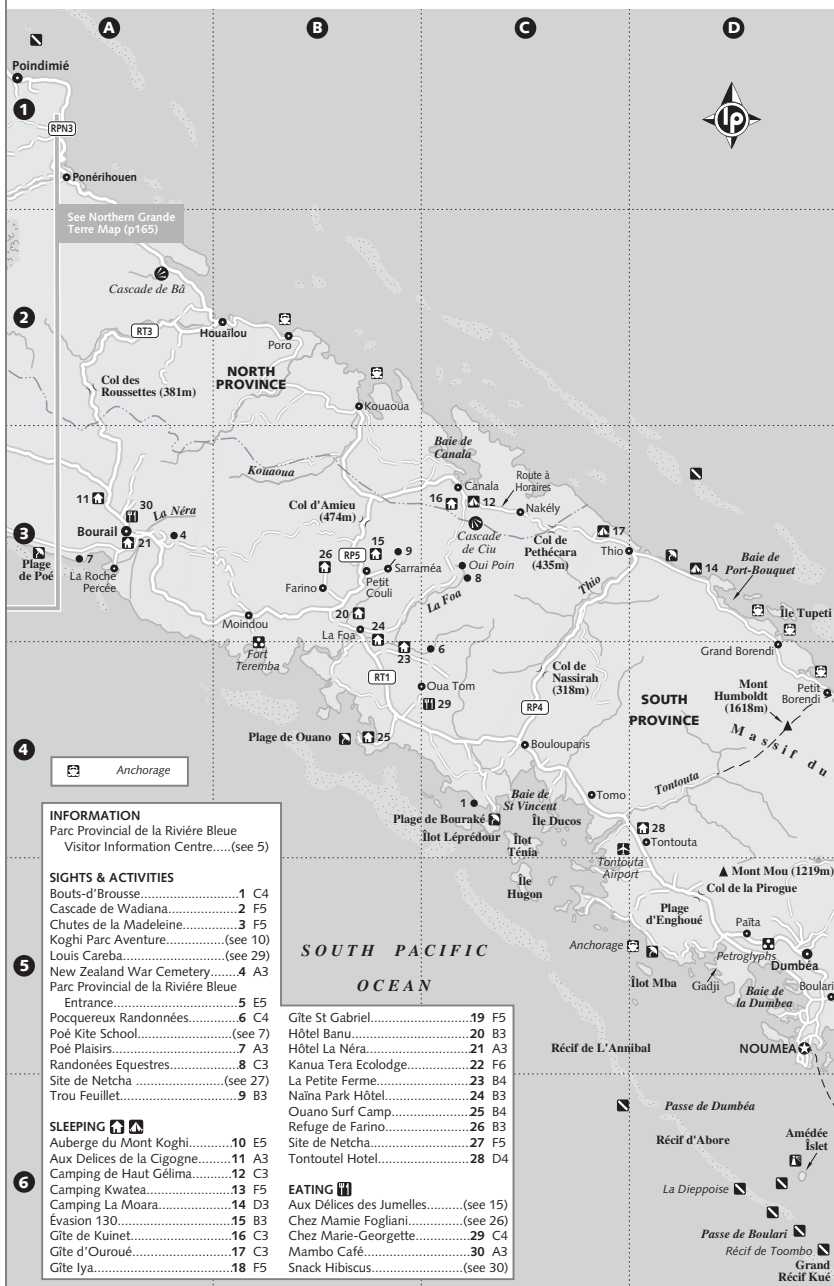 A
B
C
D
1
2
3
4
5
6
lp
Poindimié
RPN3
Ponérihouen
See Northern Grande
Terre Map (p165)
Cascade de Bâ
RT3
Houaïlou
Poro
NORTH
PROVINCE
Col des
Roussettes (381m)
Kouaoua
Kouaoua
Baie de
Canala
Canala
Route à
Horaires
16
12
Nakély
11
30
La Néra
Bourail
21
4
Col d'Amieu
(474m)
Cascade
de Ciu
Col de
Pethécara
(435m)
17
Thio
Plage
de Poé
7
La Roche
Percée
15
9
26
RP5
Sarraméa
Petit
Couli
Farino
Oui Poin
8
La Foa
Thio
14
Baie de
Port-Bouquet
Île Tupeti
Moindou
20
24
La Foa
Fort
Teremba
23
6
Grand Borendi
RT1
Oua Tom
29
Col de
Nassirah
(318m)
RP4
SOUTH
PROVINCE
Mont
Humboldt
(1618m)
Petit
Borendi
Massif du
Plage de Ouano
25
Boulouparis
Tontouta
Anchorage
1
Plage de Bouraké
Baie de
St Vincent
Tomo
Îlot Léprédour
Île Ducos
Îlot
Ténia
28
Tontouta
Tontouta
Airport
Île
Hugon
Mont Mou (1219m)
Col de la Pirogue
Plage
d'Enghoué
Païta
Anchorage
Petroglyphs
Dumbéa
Îlot Mba
Gadji
Baie de
la Dumbea
Boulari
NOUMEA
SOUTH PACIFIC
OCEAN
Récif de L'Annibal
Passe de Dumbéa
Récif d'Abore
Amédée
Islet
La Dieppoise
Passe de Boulari
Récif de Toombo
Grand
Récif Kué
INFORMATION
Parc Provincial de la Riviére Bleue
Visitor Information Centre.....(see 5)
SIGHTS & ACTIVITIES
Bouts-d'Brousse...........................1 C4
Cascade de Wadiana....................2 F5
Chutes de la Madeleine................3 F5
Koghi Parc Aventure..............(see 10)
Louis Careba..........................(see 29)
New Zealand War Cemetery........4 A3
Parc Provincial de la Riviére Bleue
Entrance...................................5 E5
Pocquereux Randonnées..............6 C4
Poé Kite School........................(see 7)
Poé Plaisirs..................................7 A3
Randonées Equestres...................8 C3
Site de Netcha .......................(see 27)
Trou Feuillet.................................9 B3
SLEEPING
Auberge du Mont Koghi.............10 E5
Aux Delices de la Cigogne..........11 A3
Camping de Haut Gélima...........12 C3
Camping Kwatea........................13 F5
Camping La Moara.....................14 D3
Évasion 130................................15 B3
Gîte de Kuinet............................16 C3
Gîte d'Ouroué............................17 C3
Gîte Iya......................................18 F5
Gîte St Gabriel............................19 F5
Hôtel Banu.................................20 B3
Hôtel La Néra.............................21 A3
Kanua Tera Ecolodge..................22 F6
La Petite Ferme...........................23 B4
Naïna Park Hôtel.........................24 B3
Ouano Surf Camp.......................25 B4
Refuge de Farino.........................26 B3
Site de Netcha............................27 F5
Tontoutel Hotel...........................28 D4
EATING
Aux Délices des Jumelles........(see 15)
Chez Mamie Fogliani..............(see 26)
Chez Marie-Georgette................29 C4
Mambo Café..............................30 A3
Snack Hibiscus.......................(see 30)